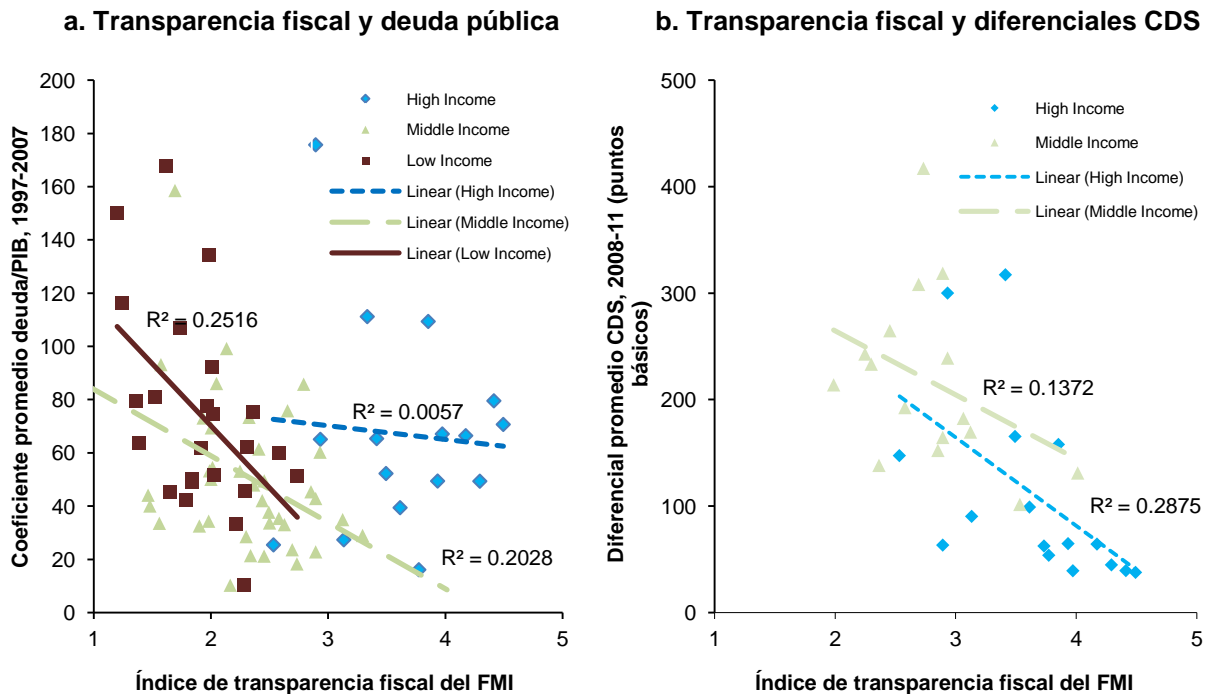 a. Transparencia fiscal y deuda pública
Coeficiente promedio deuda/PIB, 1997-2007
200
180
160
140
120
100
80
60
40
20
0
High Income
Middle Income
Low Income
Linear (High Income)
Linear (Middle Income)
Linear (Low Income)
R² = 0.2516
R² = 0.0057
R² = 0.2028
1 2 3 4 5
Índice de transparencia fiscal del FMI
b. Transparencia fiscal y diferenciales CDS
Diferencial promedio CDS, 2008-11 (puntos
básicos)
500
400
300
200
100
0
High Income
Middle Income
Linear (High Income)
Linear (Middle Income)
R² = 0.1372
R² = 0.2875
1 2 3 4 5
Índice de transparencia fiscal del FMI